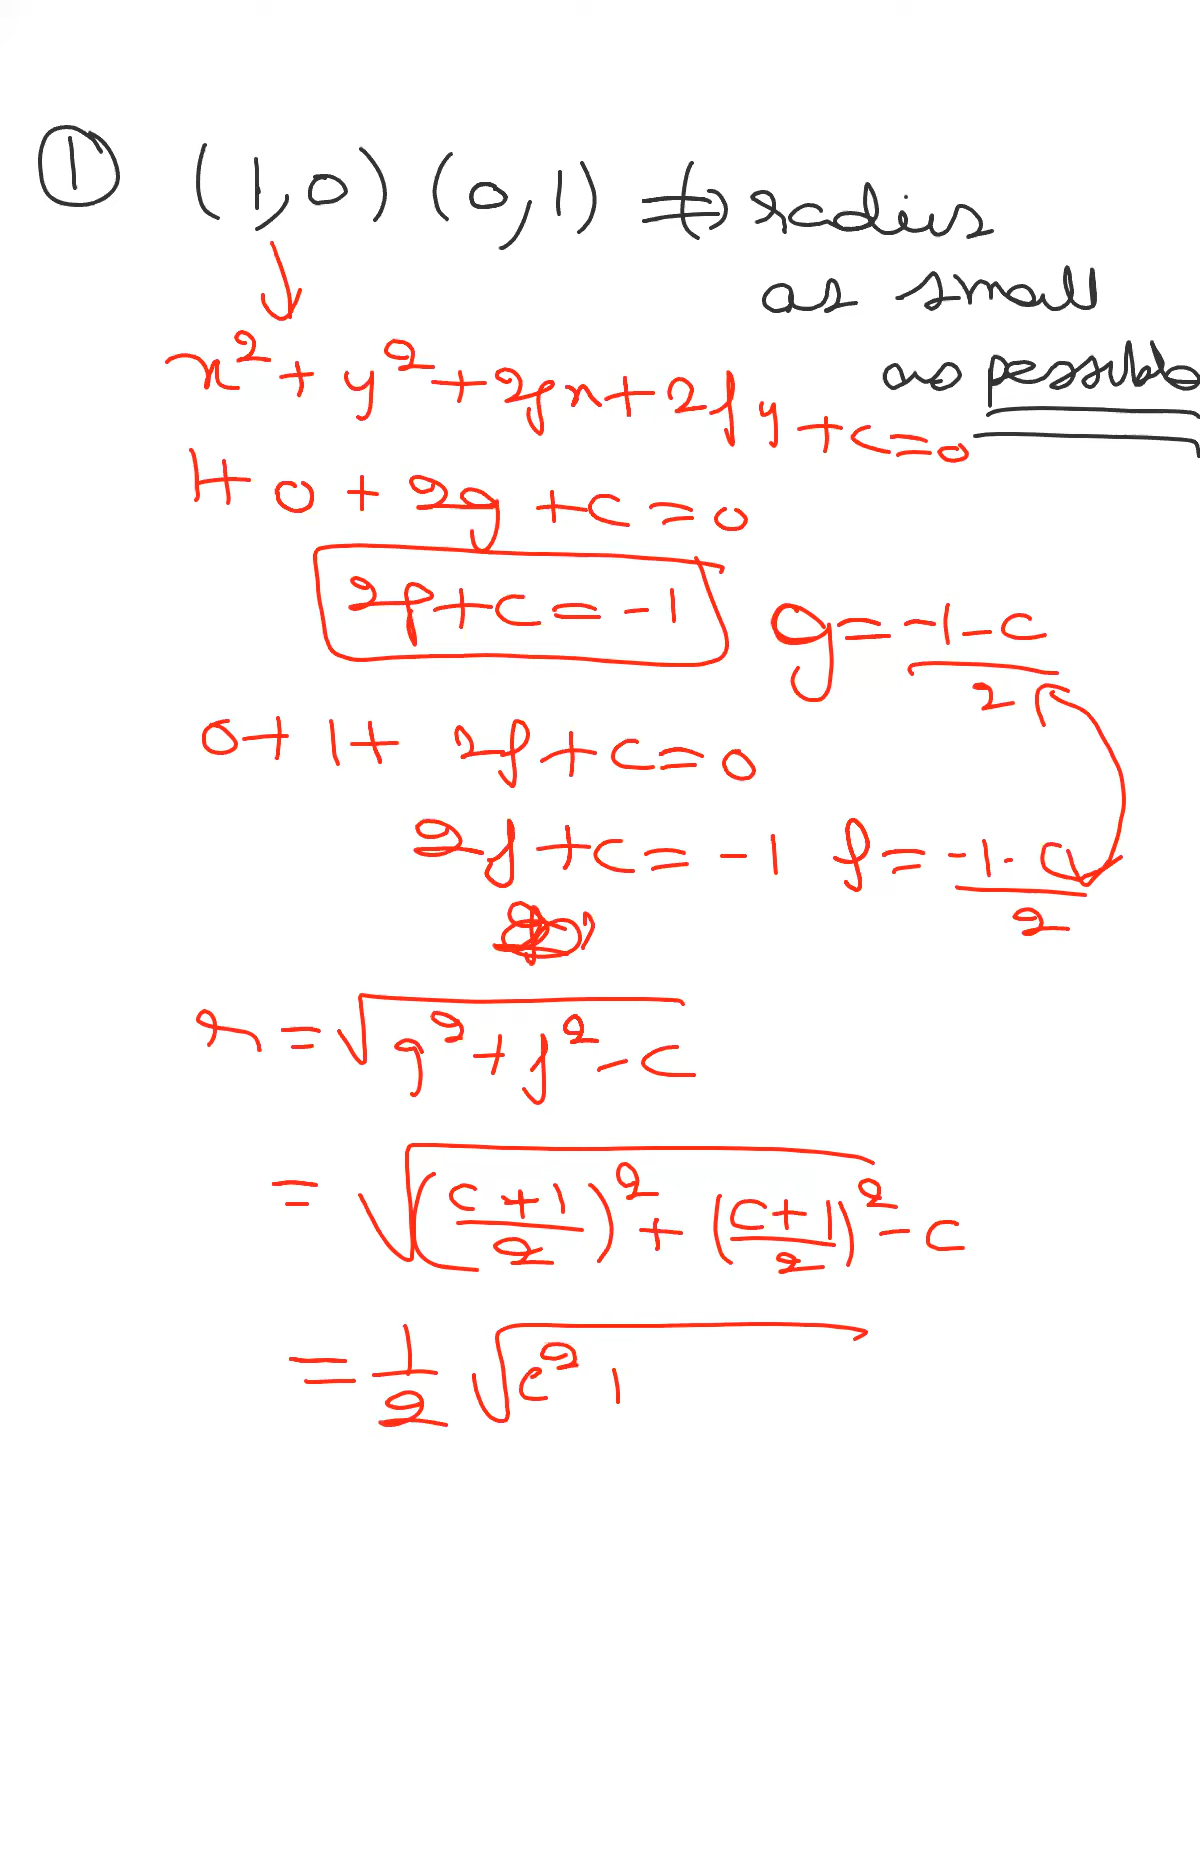 ① (1,0) (0,1) ⇒ radius
as small
as possible
x² + y² + 2gx + 2fy + c = 0
1 + 0 + 2g + c = 0
2g + c = -1
g = (-1-c)/2
0 + 1 + 2f + c = 0
2f + c = -1 f = (-1-c)/2
r = √(g² + f² - c)
= √(((c+1)/2)² + ((c+1)/2)² - c)
= 1/2 √(c² 1